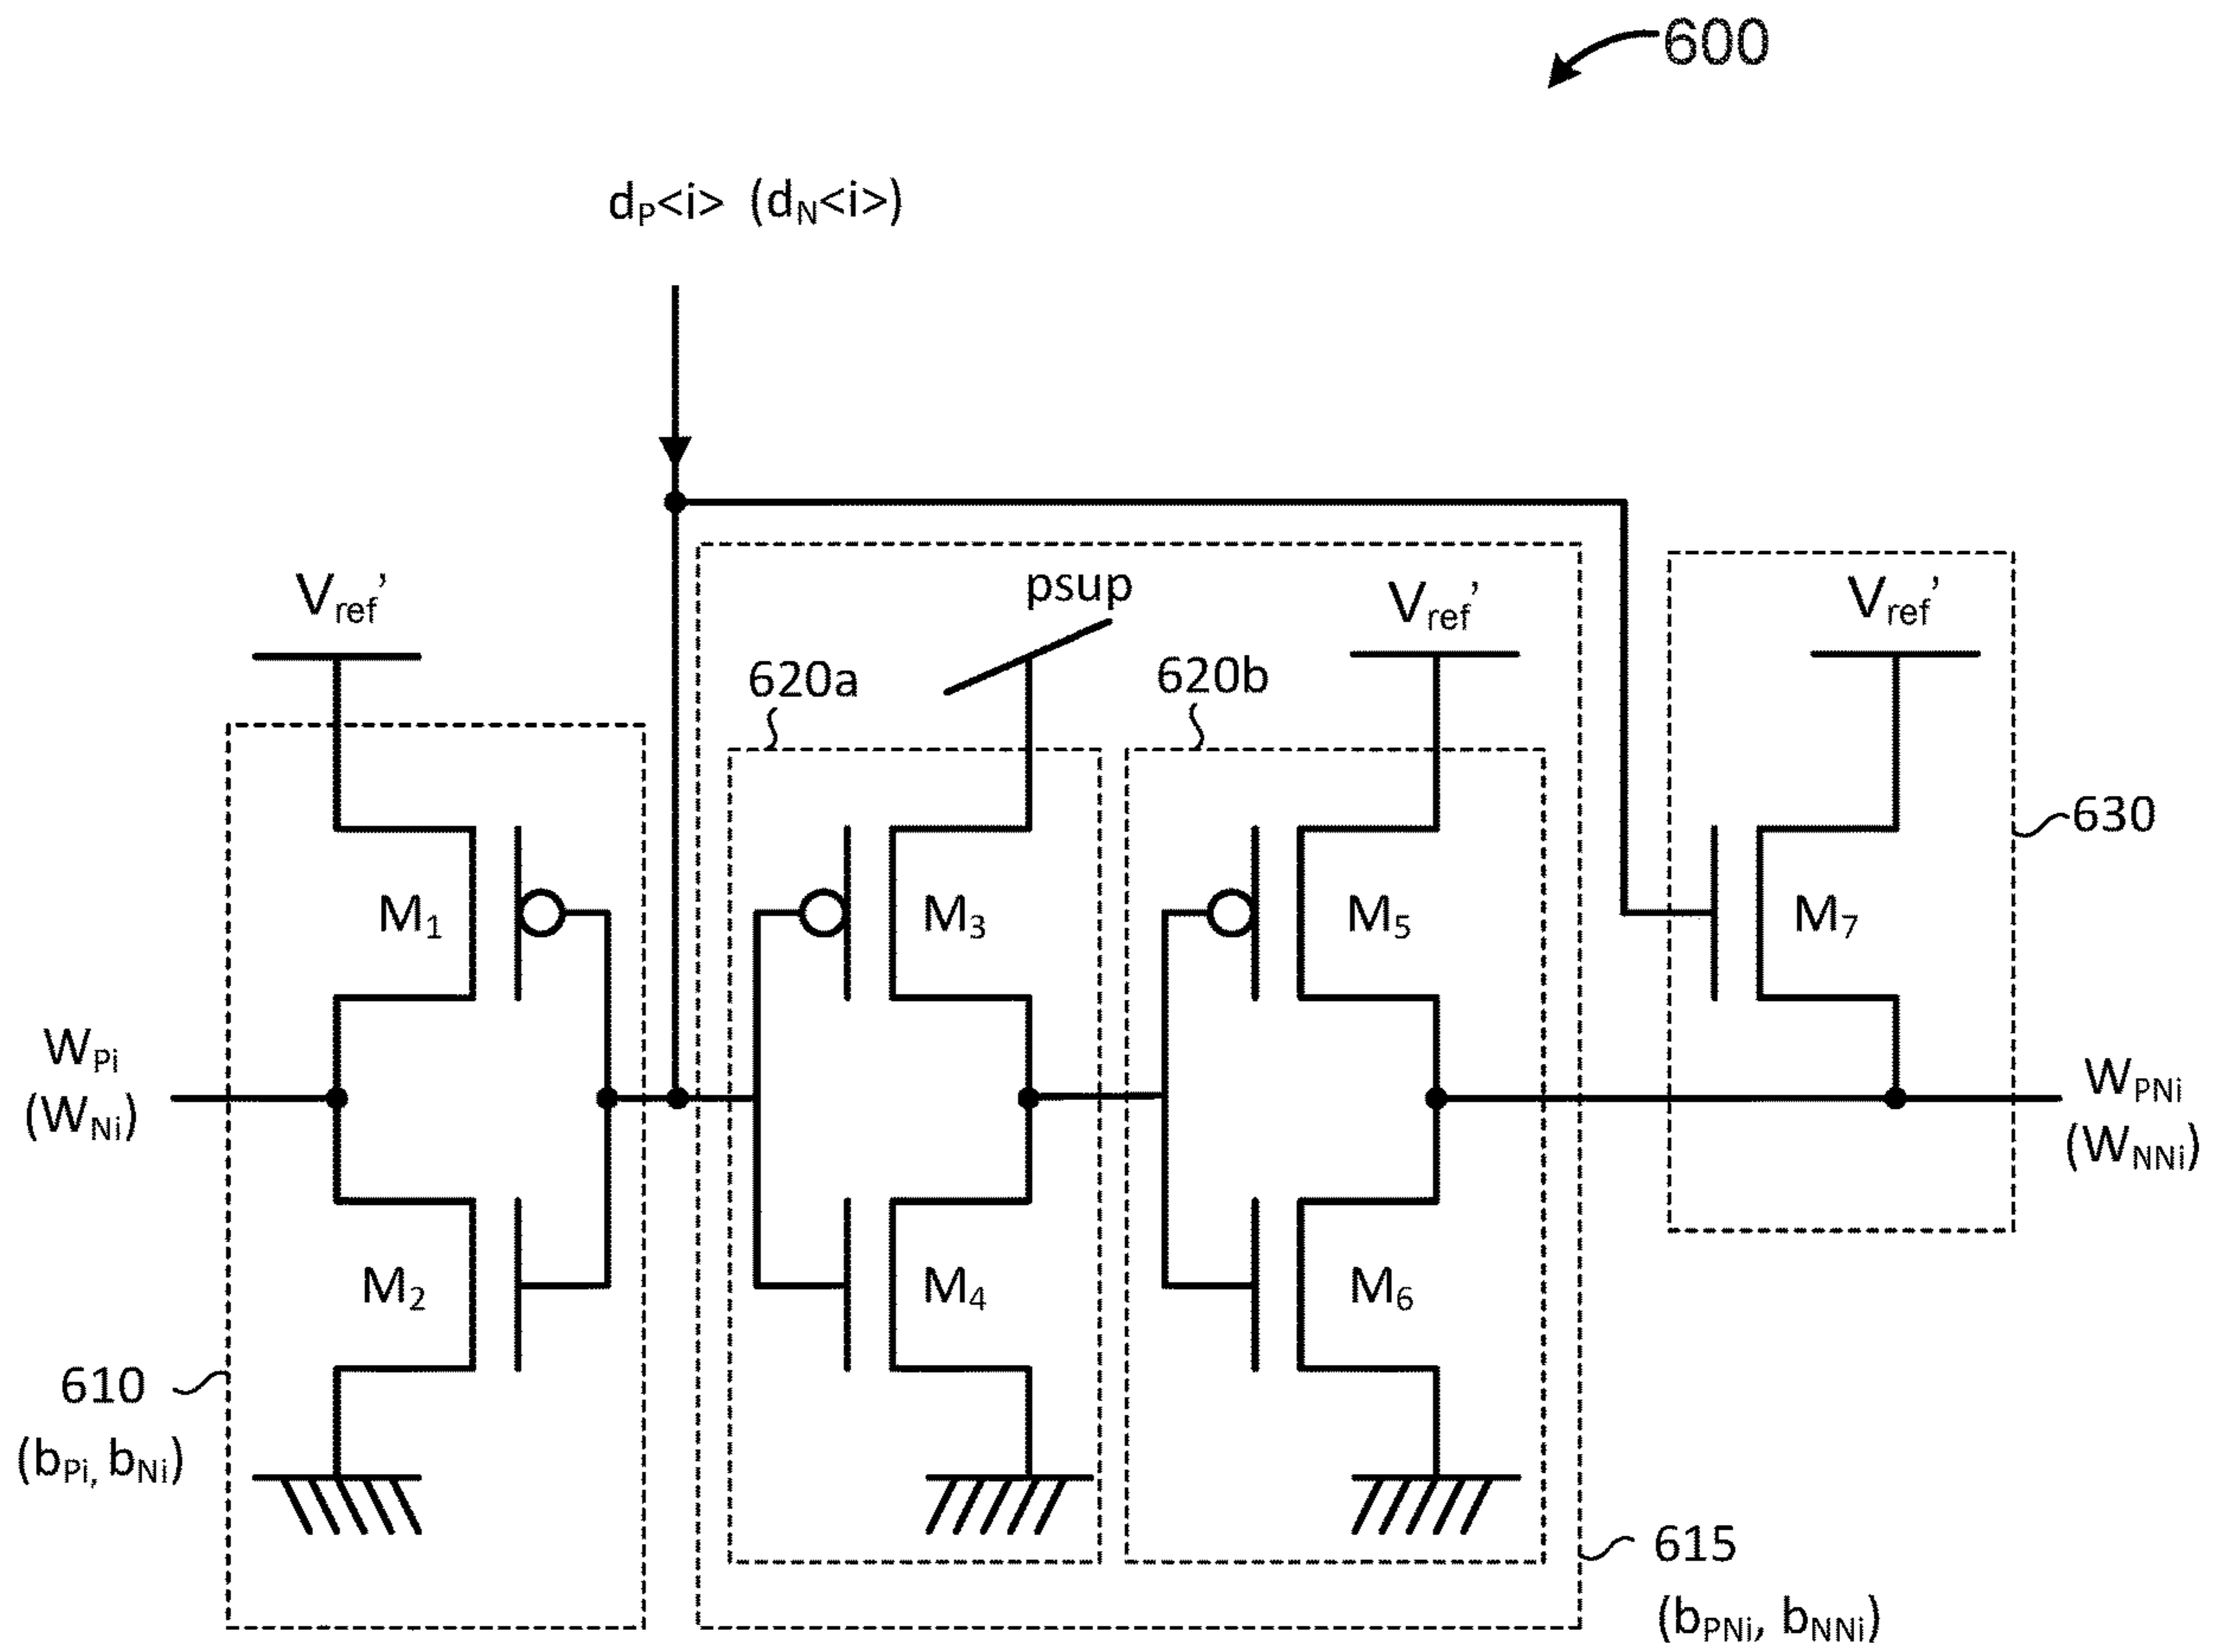 600
dP<i> (dN<i>)
Vref’
psup
Vref’
Vref’
620a
620b
630
M1
M3
M5
M7
WPi
(WNi)
WPNi
(WNNi)
M2
M4
M6
610
(bPi, bNi)
615
(bPNi, bNNi)